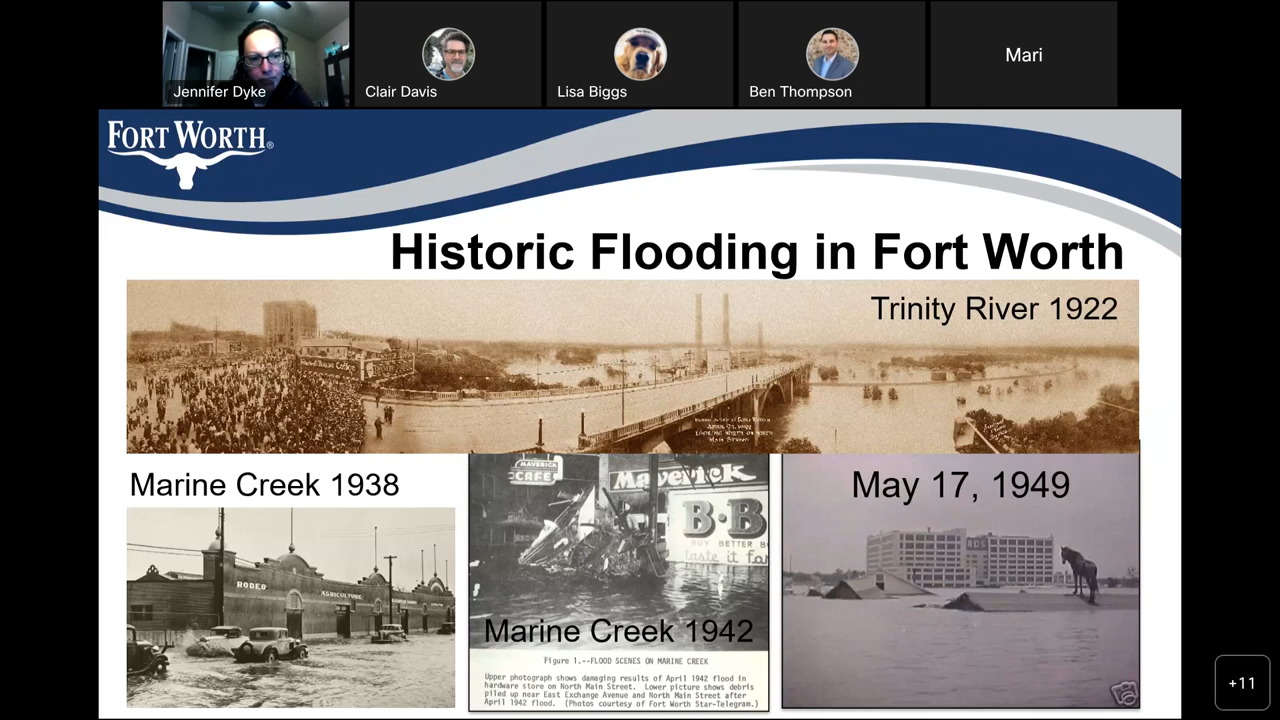 Jennifer Dyke
Clair Davis
Lisa Biggs
Ben Thompson
Mari
FORT WORTH®
Historic Flooding in Fort Worth
Trinity River 1922
Marine Creek 1938
RODEO
AGRICULTURE
MAVERICK
CAFE
Maverick
B·B
BUY BETTER B
taste it fo
Marine Creek 1942
Figure 1.--FLOOD SCENES ON MARINE CREEK
Upper photograph shows damaging results of April 1942 flood in
hardware store on North Main Street. Lower picture shows debris
piled up near East Exchange Avenue and North Main Street after
April 1942 flood. (Photos courtesy of Fort Worth Star-Telegram.)
May 17, 1949
+11